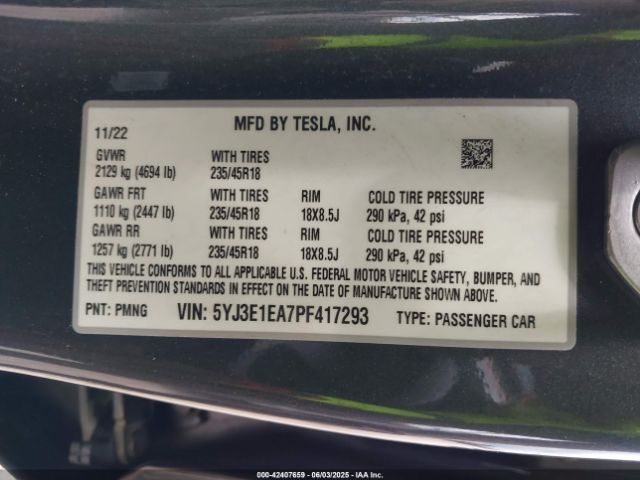 MFD BY TESLA, INC.
11/22
GVWR WITH TIRES
2129 kg (4694 lb) 235/45R18
GAWR FRT WITH TIRES RIM COLD TIRE PRESSURE
1110 kg (2447 lb) 235/45R18 18X8.5J 290 kPa, 42 psi
GAWR RR WITH TIRES RIM COLD TIRE PRESSURE
1257 kg (2771 lb) 235/45R18 18X8.5J 290 kPa, 42 psi
THIS VEHICLE CONFORMS TO ALL APPLICABLE U.S. FEDERAL MOTOR VEHICLE SAFETY, BUMPER, AND
THEFT PREVENTION STANDARDS IN EFFECT ON THE DATE OF MANUFACTURE SHOWN ABOVE.
PNT: PMNG VIN: 5YJ3E1EA7PF417293 TYPE: PASSENGER CAR
000-42407659 - 06/03/2025 - IAA Inc.